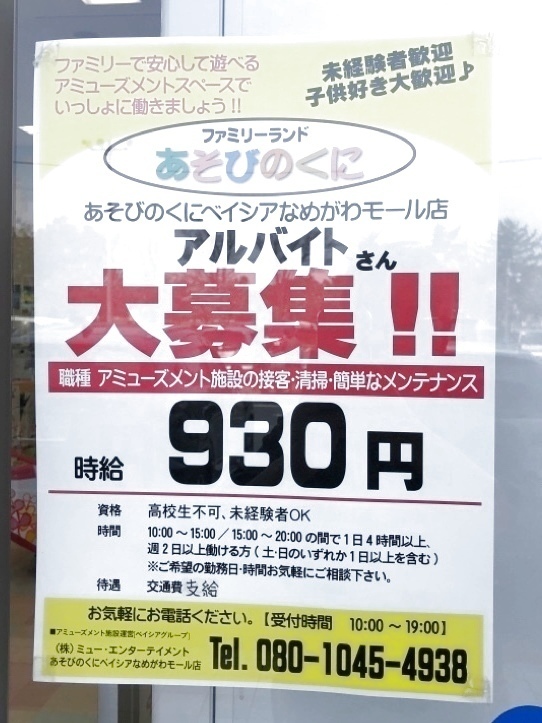 ファミリーで安心して遊べる
アミューズメントスペースで
いっしょに働きましょう!!
未経験者歓迎
子供好き大歓迎♪
ファミリーランド
あそびのくに
あそびのくにベイシアなめがわモール店
アルバイトさん
大募集!!
職種 アミューズメント施設の接客・清掃・簡単なメンテナンス
時給 930円
資格 高校生不可、未経験者OK
時間 10:00～15:00／15:00～20:00の間で1日4時間以上、
週2日以上働ける方(土・日のいずれか1日以上を含む)
※ご希望の勤務日・時間お気軽にご相談下さい。
待遇 交通費支給
お気軽にお電話ください。【受付時間 10:00～19:00】
■アミューズメント施設運営[ベイシアグループ]
(株)ミュー・エンターテイメント
あそびのくにベイシアなめがわモール店
Tel. 080-1045-4938